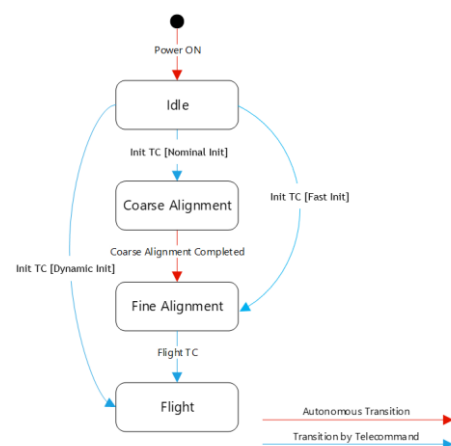 Power ON
Idle
Init TC [Nominal Init]
Coarse Alignment
Init TC [Fast Init]
Coarse Alignment Completed
Init TC [Dynamic Init]
Fine Alignment
Flight TC
Flight
Autonomous Transition
Transition by Telecommand